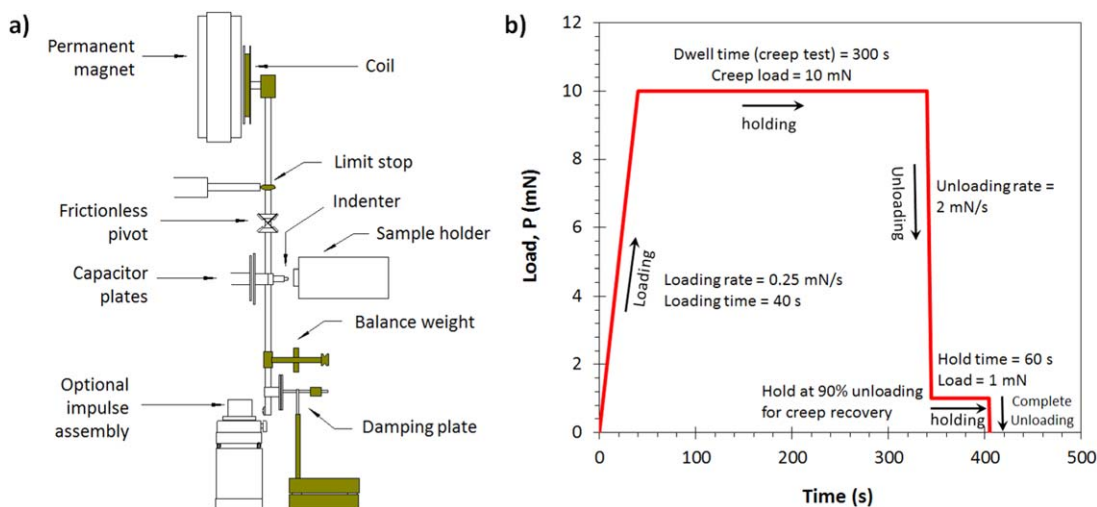 a)
Permanent
magnet
Coil
Limit stop
Frictionless
pivot
Indenter
Sample holder
Capacitor
plates
Balance weight
Optional
impulse
assembly
Damping plate
b)
Load, P (mN)
12
10
8
6
4
2
0
Dwell time (creep test) = 300 s
Creep load = 10 mN
holding
Unloading
Unloading rate =
2 mN/s
Loading
Loading rate = 0.25 mN/s
Loading time = 40 s
Hold time = 60 s
Load = 1 mN
Hold at 90% unloading
for creep recovery
holding
Complete
Unloading
0
100
200
300
400
500
Time (s)